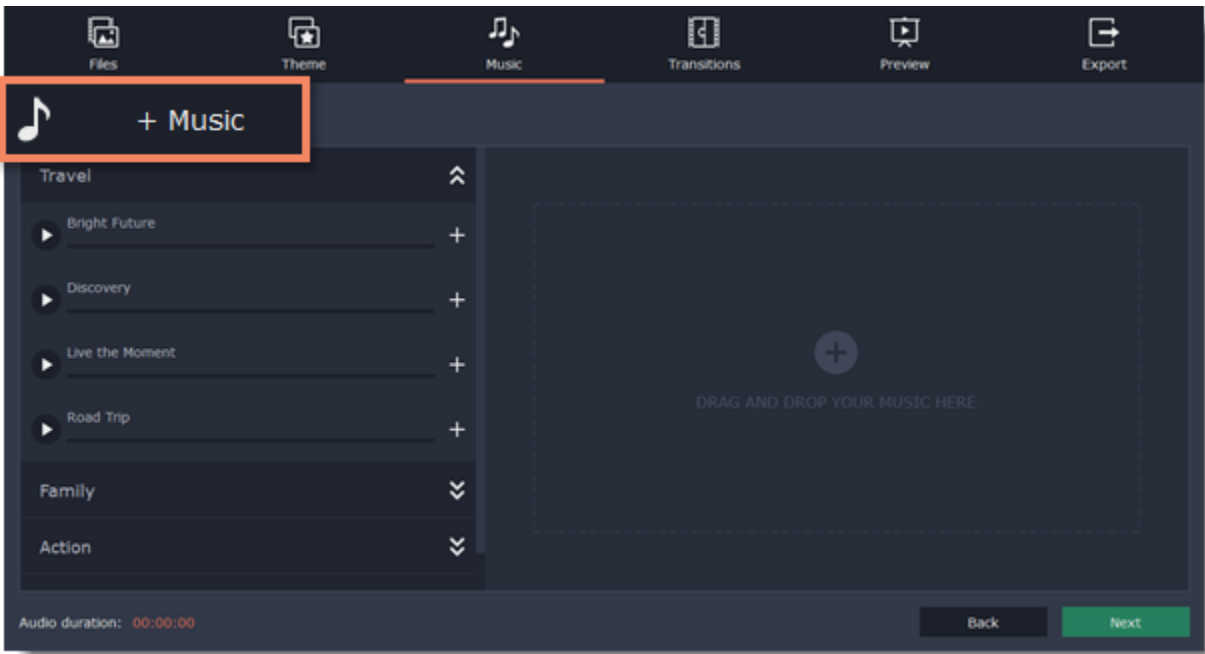 Files Theme Music Transitions Preview Export
+ Music
Travel
Bright Future
Discovery
Live the Moment
Road Trip
Family
Action
DRAG AND DROP YOUR MUSIC HERE
Audio duration: 00:00:00
Back Next